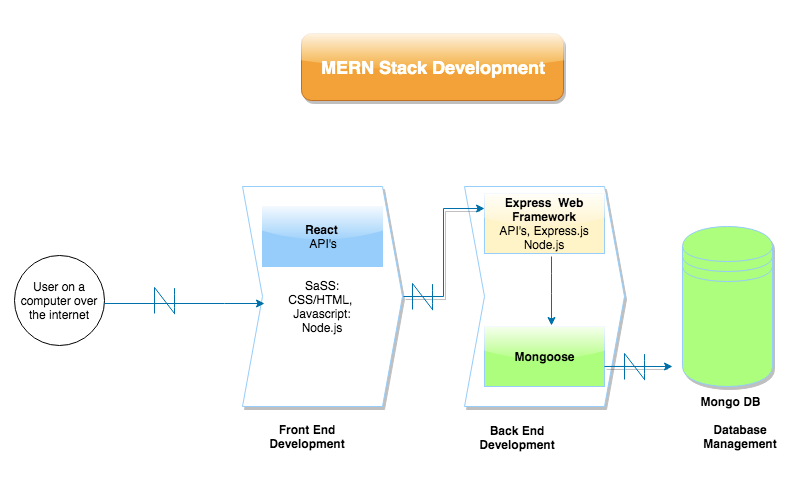 MERN Stack Development
User on a
computer over
the internet
React
API's
SaSS:
CSS/HTML,
Javascript:
Node.js
Front End
Development
Express Web
Framework
API's, Express.js
Node.js
Mongoose
Back End
Development
Mongo DB
Database
Management